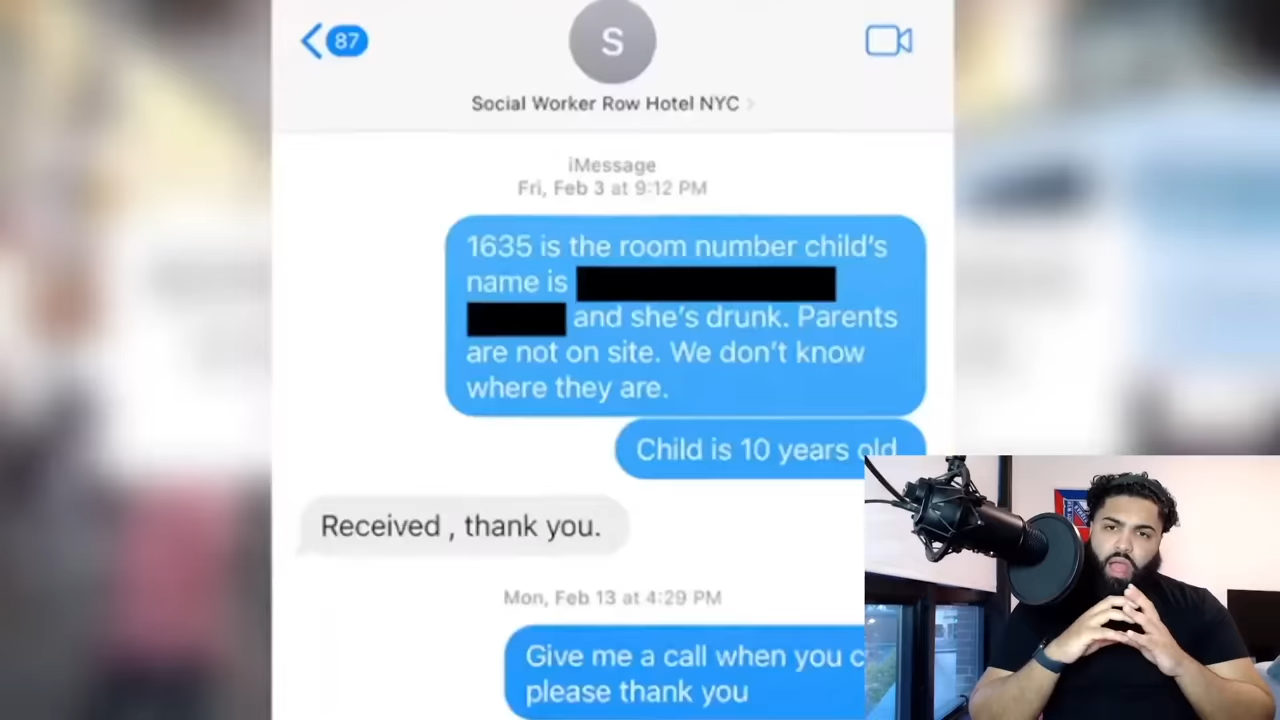 87
S
Social Worker Row Hotel NYC
iMessage
Fri, Feb 3 at 9:12 PM
1635 is the room number child's
name is
and she's drunk. Parents
are not on site. We don't know
where they are.
Child is 10 years old
Received , thank you.
Mon, Feb 13 at 4:29 PM
Give me a call when you
please thank you